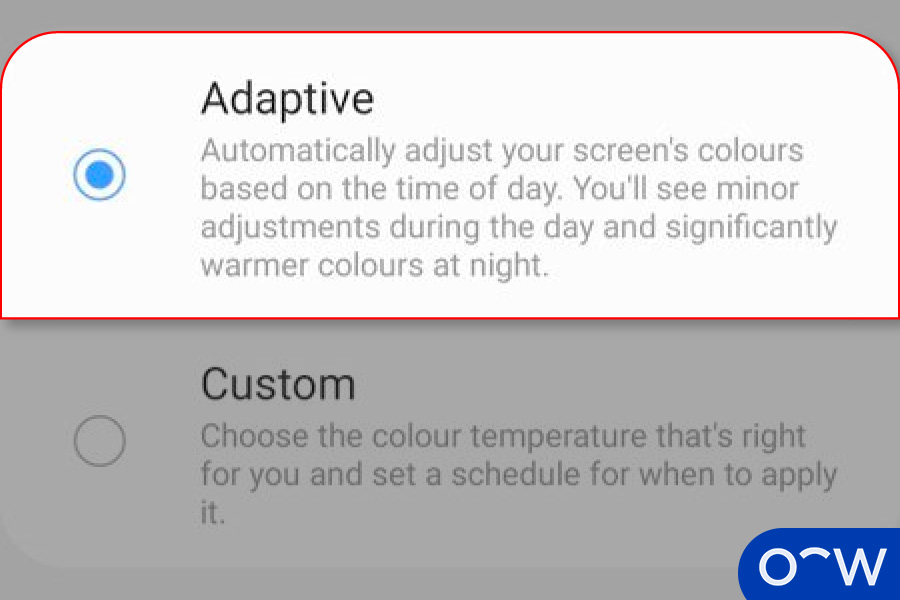 Adaptive
Automatically adjust your screen's colours
based on the time of day. You'll see minor
adjustments during the day and significantly
warmer colours at night.
Custom
Choose the colour temperature that's right
for you and set a schedule for when to apply
it.